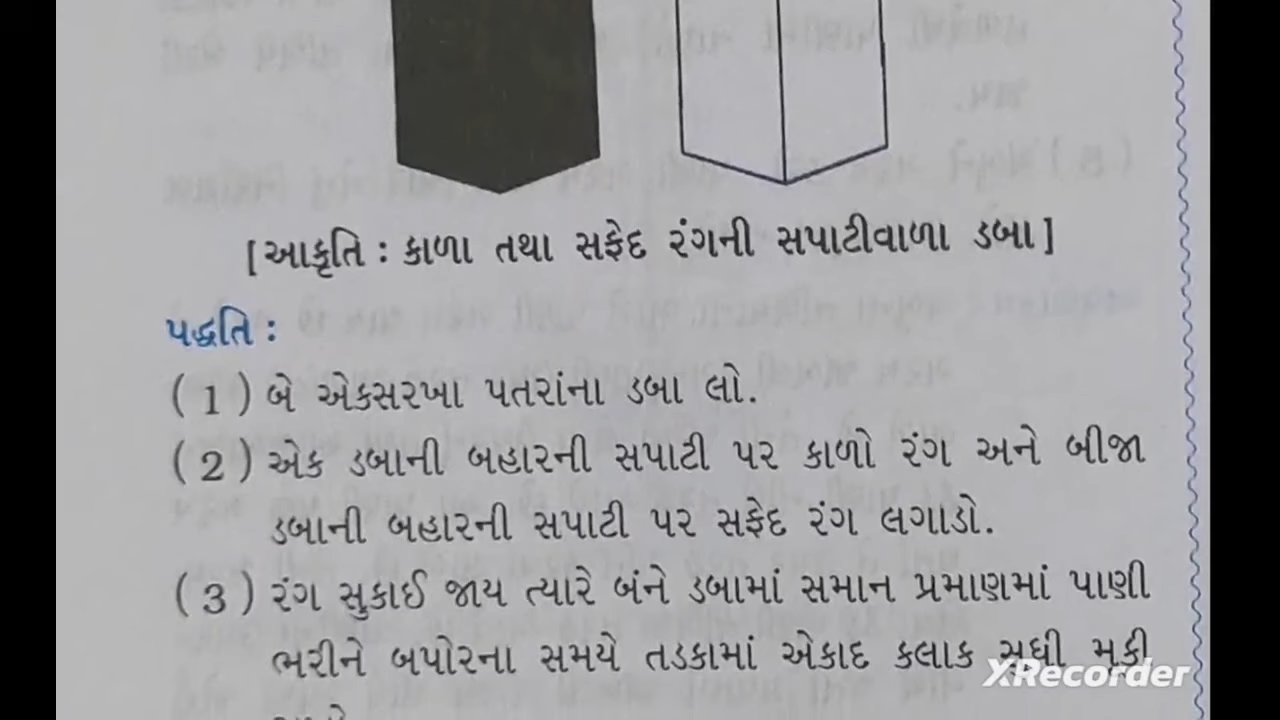 [આકૃતિ : કાળા તથા સફેદ રંગની સપાટીવાળા ડબા]
પદ્ધતિ :
(1) બે એકસરખા પતરાંના ડબા લો.
(2) એક ડબાની બહારની સપાટી પર કાળો રંગ અને બીજા
ડબાની બહારની સપાટી પર સફેદ રંગ લગાડો.
(3) રંગ સુકાઈ જાય ત્યારે બંને ડબામાં સમાન પ્રમાણમાં પાણી
ભરીને બપોરના સમયે તડકામાં એકાદ કલાક સુધી મૂકી
XRecorder